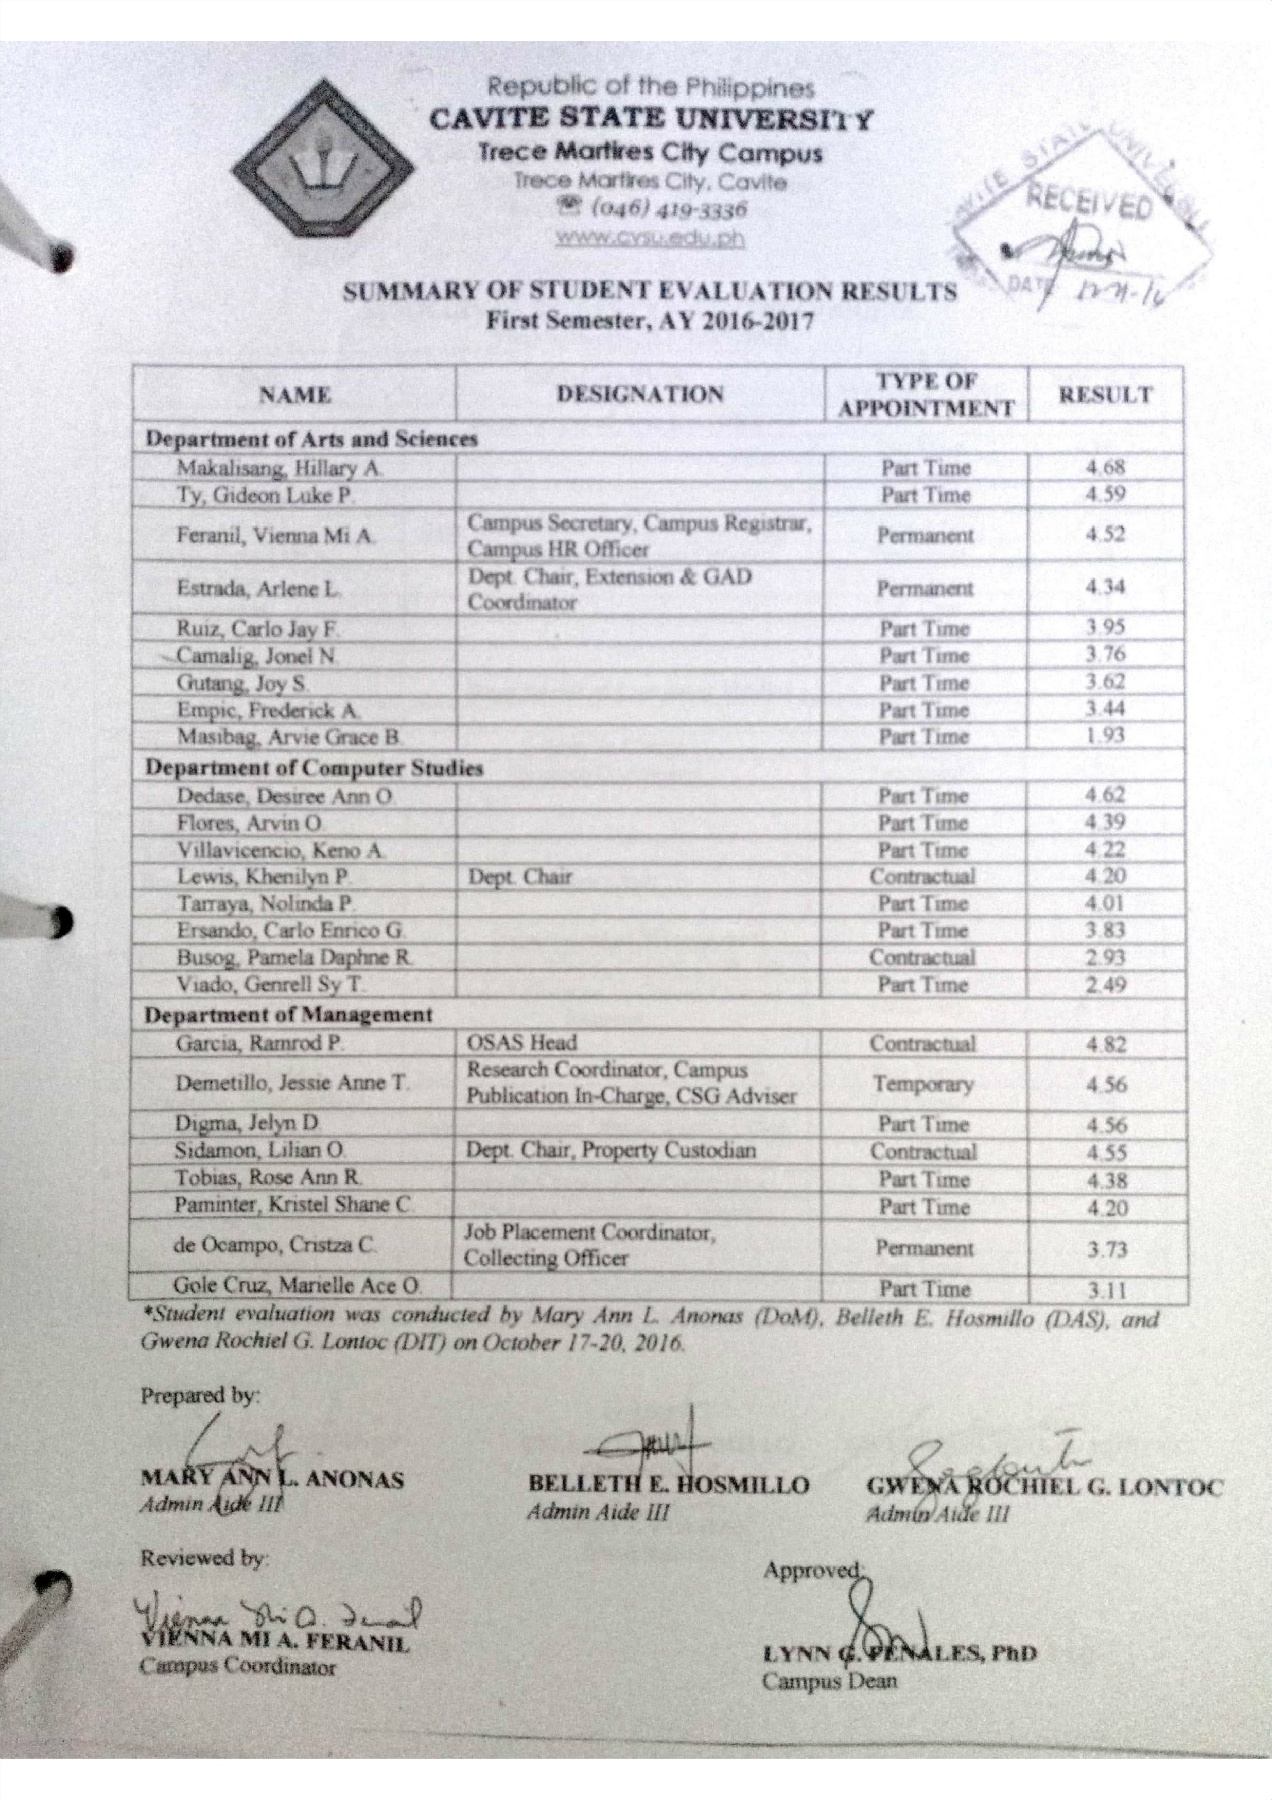 Republic of the Philippines
CAVITE STATE UNIVERSITY
Trece Martires City Campus
Trece Martires City, Cavite
☎ (046) 419-3336
www.cvsu.edu.ph
CAVITE STATE UNIVERSITY
RECEIVED
DATE
SUMMARY OF STUDENT EVALUATION RESULTS
First Semester, AY 2016-2017
NAME DESIGNATION TYPE OF APPOINTMENT RESULT
Department of Arts and Sciences
Makalisang, Hillary A. Part Time 4.68
Ty, Gideon Luke P. Part Time 4.59
Feranil, Vienna Mi A. Campus Secretary, Campus Registrar, Campus HR Officer Permanent 4.52
Estrada, Arlene L. Dept. Chair, Extension & GAD Coordinator Permanent 4.34
Ruiz, Carlo Jay F. Part Time 3.95
Camalig, Jonel N. Part Time 3.76
Gutang, Joy S. Part Time 3.62
Empic, Frederick A. Part Time 3.44
Masibag, Arvie Grace B. Part Time 1.93
Department of Computer Studies
Dedase, Desiree Ann O. Part Time 4.62
Flores, Arvin O. Part Time 4.39
Villavicencio, Keno A. Part Time 4.22
Lewis, Khenilyn P. Dept. Chair Contractual 4.20
Tarraya, Nolinda P. Part Time 4.01
Ersando, Carlo Enrico G. Part Time 3.83
Busog, Pamela Daphne R. Contractual 2.93
Viado, Genrell Sy T. Part Time 2.49
Department of Management
Garcia, Ramrod P. OSAS Head Contractual 4.82
Demetillo, Jessie Anne T. Research Coordinator, Campus Publication In-Charge, CSG Adviser Temporary 4.56
Digma, Jelyn D. Part Time 4.56
Sidamon, Lilian O. Dept. Chair, Property Custodian Contractual 4.55
Tobias, Rose Ann R. Part Time 4.38
Paminter, Kristel Shane C. Part Time 4.20
de Ocampo, Cristza C. Job Placement Coordinator, Collecting Officer Permanent 3.73
Gole Cruz, Marielle Ace O. Part Time 3.11
*Student evaluation was conducted by Mary Ann L. Anonas (DoM), Belleth E. Hosmillo (DAS), and
Gwena Rochiel G. Lontoc (DIT) on October 17-20, 2016.
Prepared by:
MARY ANN L. ANONAS BELLETH E. HOSMILLO GWENA ROCHIEL G. LONTOC
Admin Aide III Admin Aide III Admin Aide III
Reviewed by: Approved:
Vienna Mi A. Feranil
VIENNA MI A. FERANIL LYNN G. PENALES, PhD
Campus Coordinator Campus Dean